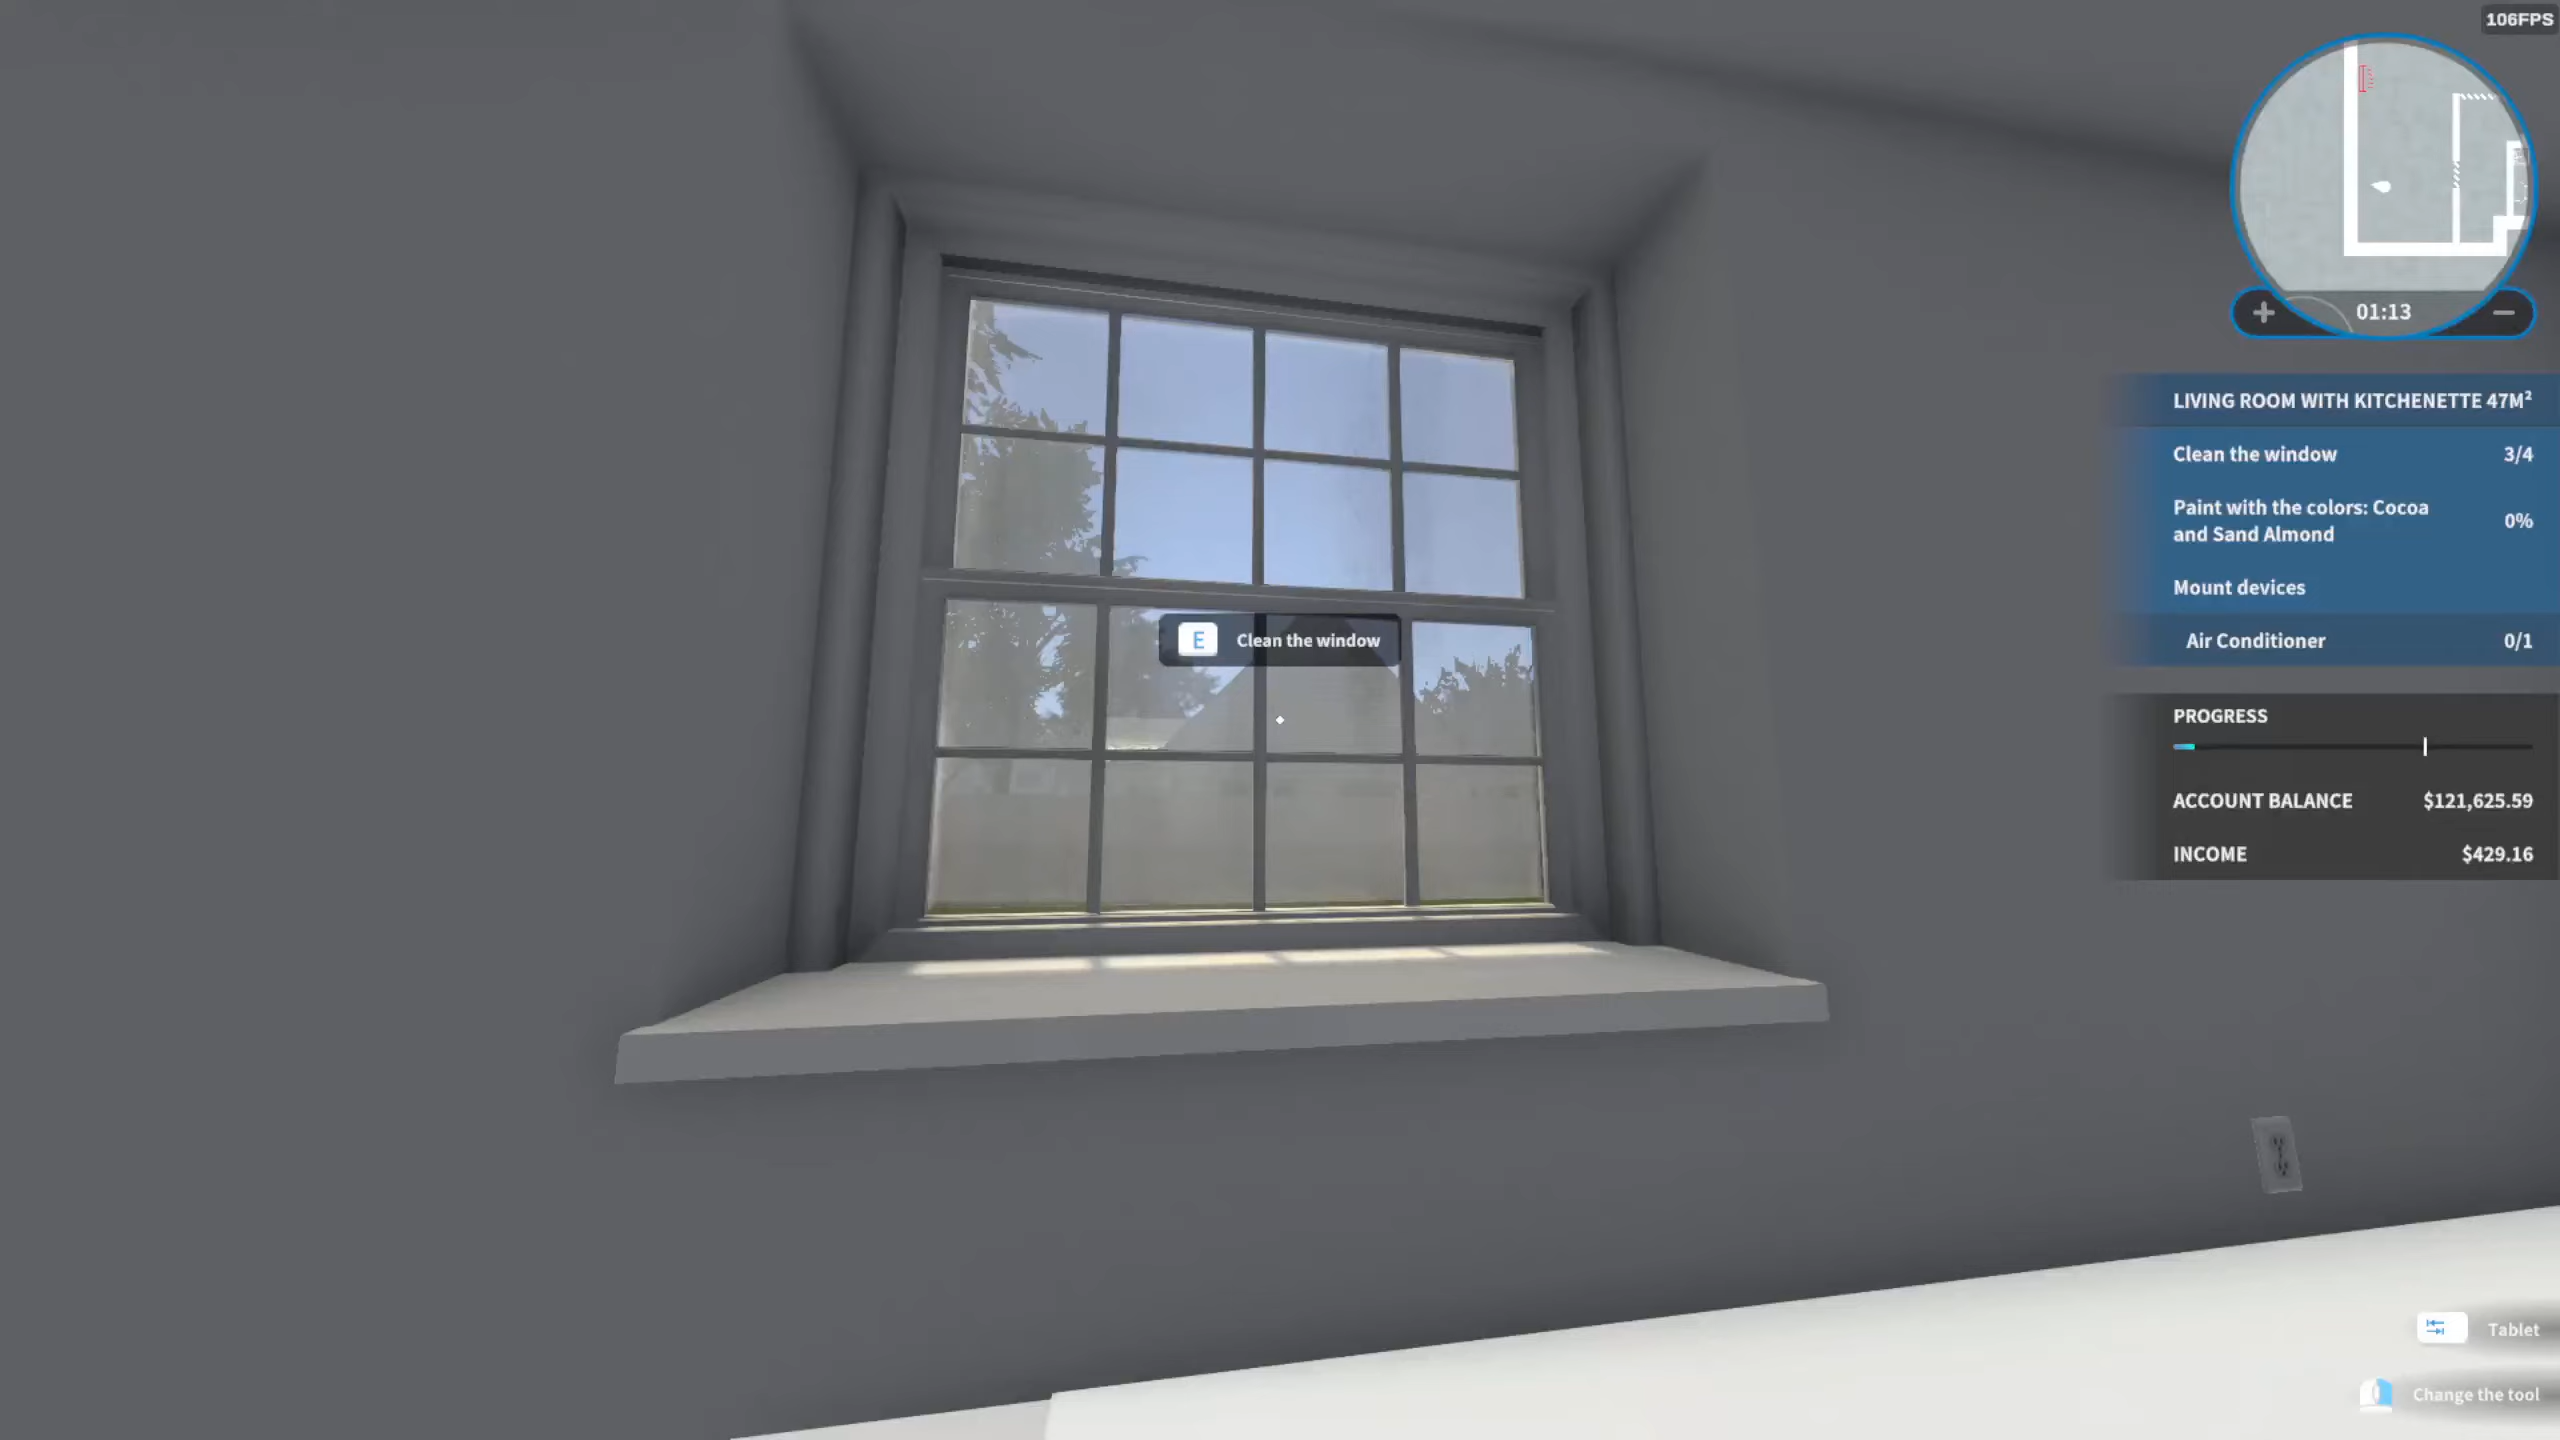 106FPS
01:13
LIVING ROOM WITH KITCHENETTE 47M²
Clean the window 3/4
Paint with the colors: Cocoa
and Sand Almond 0%
Mount devices
E Clean the window
Air Conditioner 0/1
PROGRESS
ACCOUNT BALANCE $121,625.59
INCOME $429.16
Tablet
Change the tool